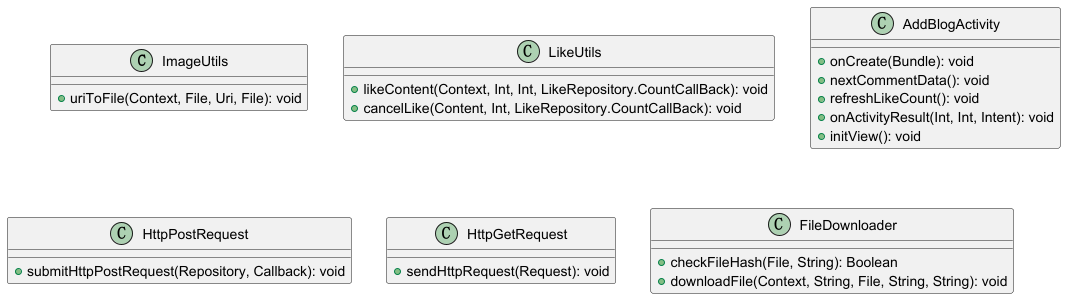 C ImageUtils
uriToFile(Context, File, Uri, File): void
C LikeUtils
likeContent(Context, Int, Int, LikeRepository.CountCallBack): void
cancelLike(Content, Int, LikeRepository.CountCallBack): void
C AddBlogActivity
onCreate(Bundle): void
nextCommentData(): void
refreshLikeCount(): void
onActivityResult(Int, Int, Intent): void
initView(): void
C HttpPostRequest
submitHttpPostRequest(Repository, Callback): void
C HttpGetRequest
sendHttpRequest(Request): void
C FileDownloader
checkFileHash(File, String): Boolean
downloadFile(Context, String, File, String, String): void